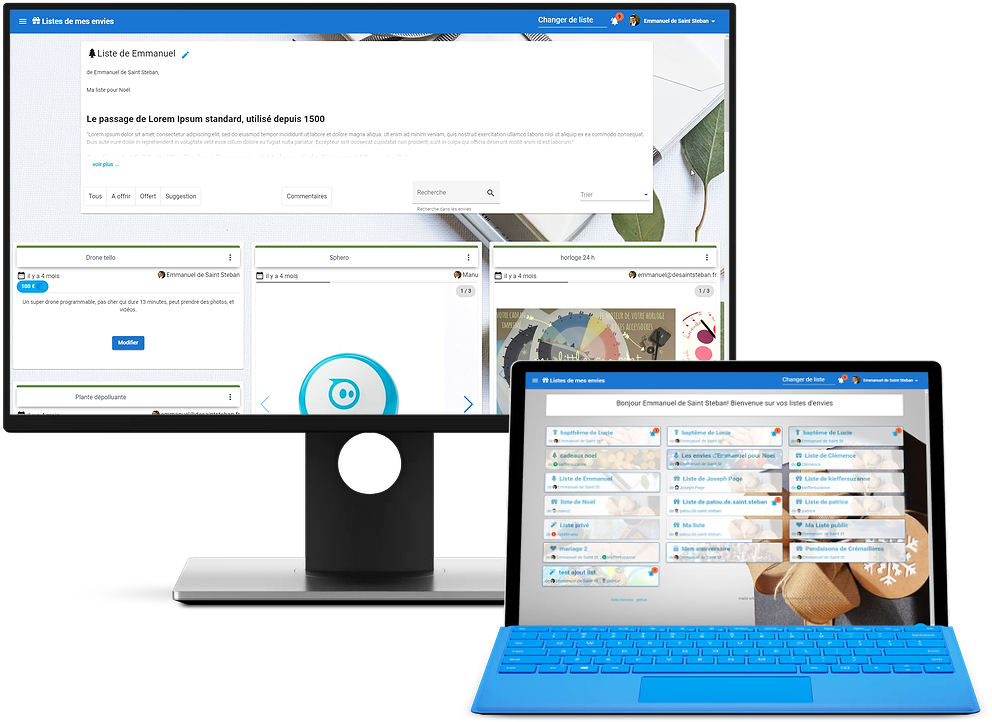 Listes de mes envies
Changer de liste
9
Emmanuel de Saint Steban
Liste de Emmanuel
de Emmanuel de Saint Steban,
Ma liste pour Noël
Le passage de Lorem Ipsum standard, utilisé depuis 1500
"Lorem ipsum dolor sit amet, consectetur adipiscing elit, sed do eiusmod tempor incididunt ut labore et dolore magna aliqua. Ut enim ad minim veniam, quis nostrud exercitation ullamco laboris nisi ut aliquip ex ea commodo consequat.
Duis aute irure dolor in reprehenderit in voluptate velit esse cillum dolore eu fugiat nulla pariatur. Excepteur sint occaecat cupidatat non proident, sunt in culpa qui officia deserunt mollit anim id est laborum."
voir plus ...
Tous
A offrir
Offert
Suggestion
Commentaires
Recherche
Recherche dans les envies
Trier
Drone tello
il y a 4 mois
Emmanuel de Saint Steban
100 €
Un super drone programmable, pas cher qui dure 13 minutes, peut prendre des photos, et
vidéos.
Modifier
Plante dépolluante
Sphero
il y a 4 mois
Manu
1 / 3
horloge 24 h
il y a 4 mois
emmanuel@desaintsteban.fr
1 / 3
Listes de mes envies
Changer de liste
Emmanuel de Saint Steban
Bonjour Emmanuel de Saint Steban! Bienvenue sur vos listes d'envies
baptême de Lucie
baptême de Lucie
cadeaux noel
Les envies d'Emmanuel pour Noel
Liste de Clémence
Liste de Emmanuel
Liste de Joseph Page
Liste de kieffersuzanne
liste de Noël
Liste de patou.de.saint.steban
Liste de patrice
Liste privé
Ma liste
Ma Liste public
mariage 2
Mon anniversaire
Pendaisons de Crémaillères
test ajout list